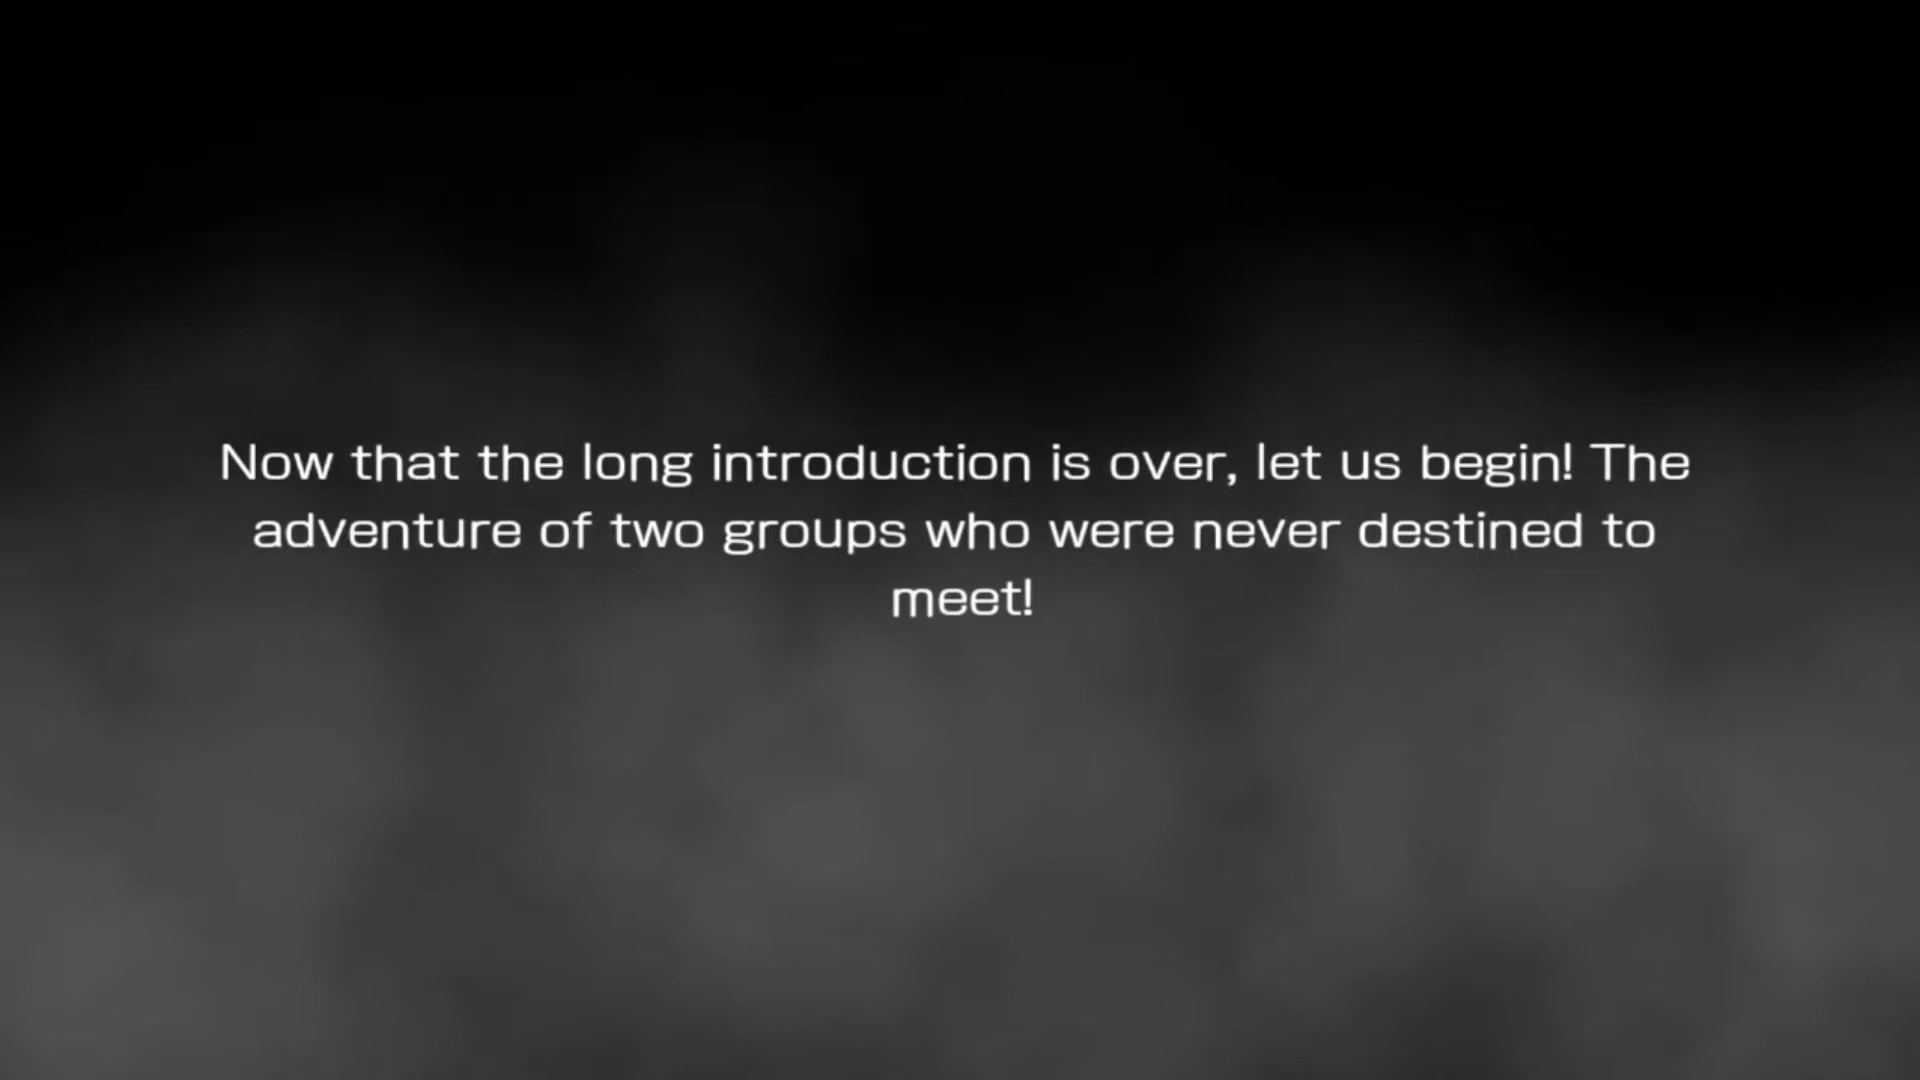 Now that the long introduction is over, let us begin! The
adventure of two groups who were never destined to
meet!